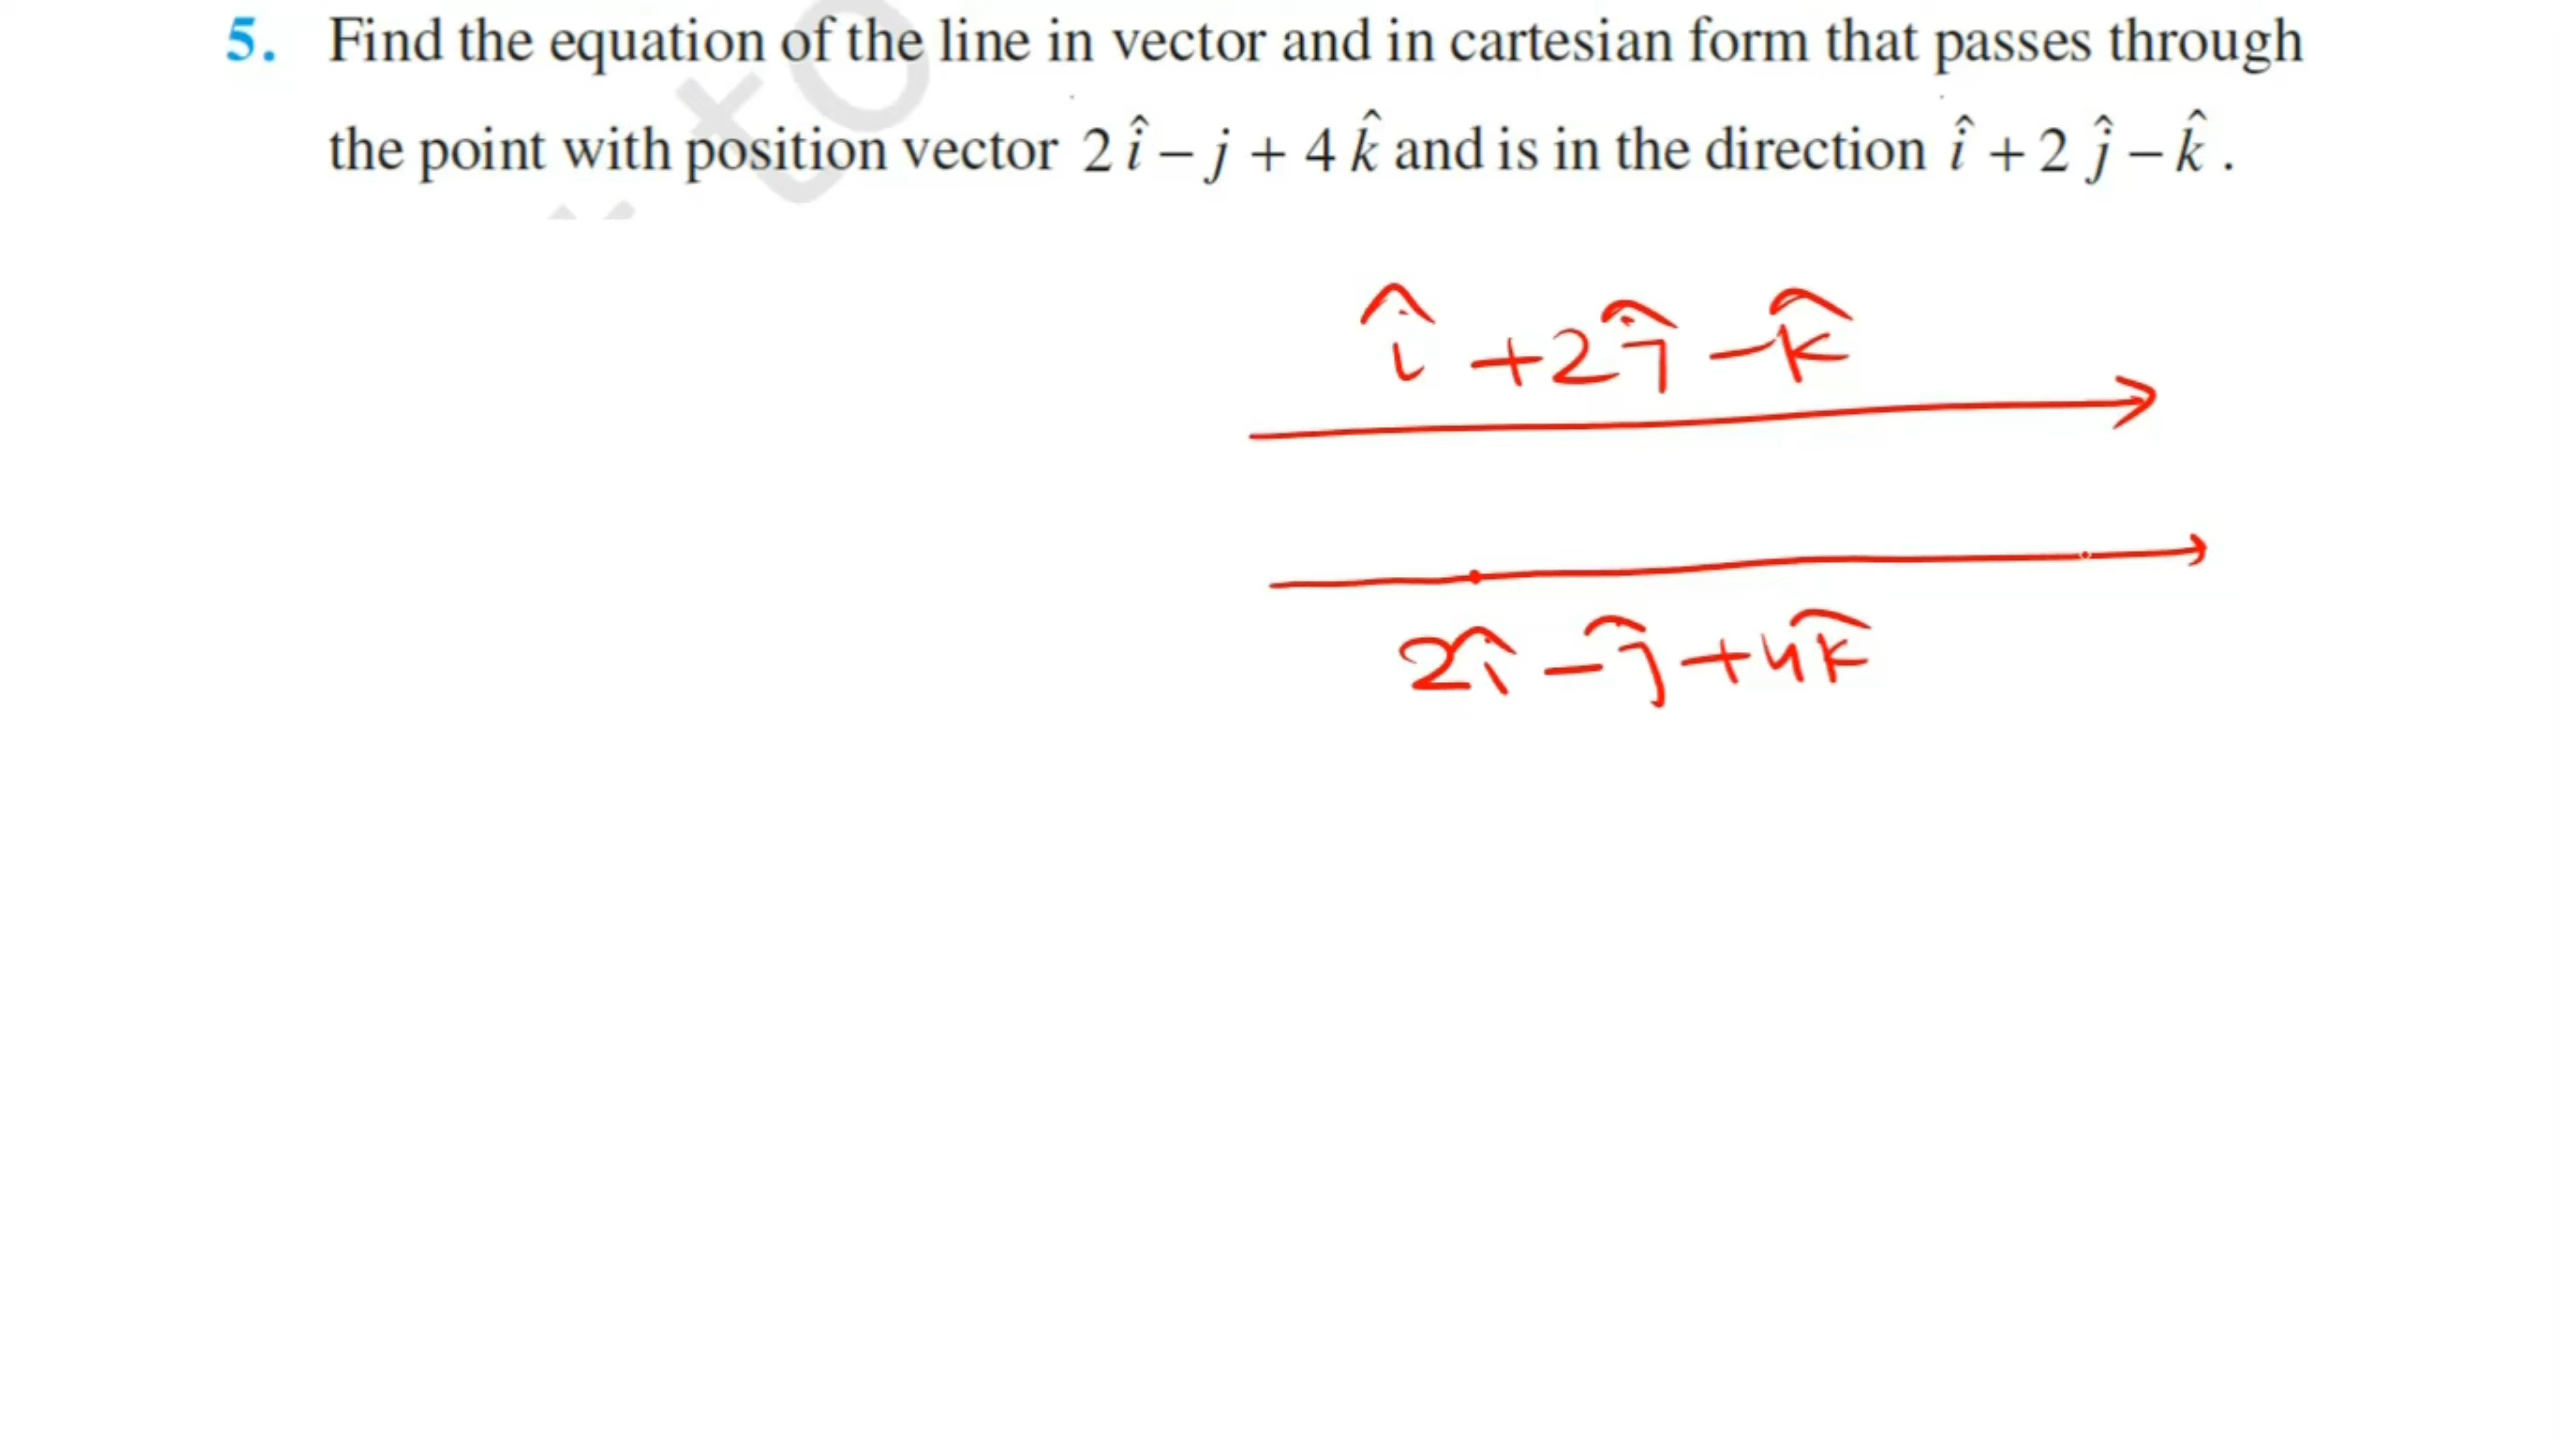 5. Find the equation of the line in vector and in cartesian form that passes through
the point with position vector 2 î – j + 4 k̂ and is in the direction î + 2 ĵ – k̂ .
î + 2ĵ – k̂
2î – ĵ + 4k̂